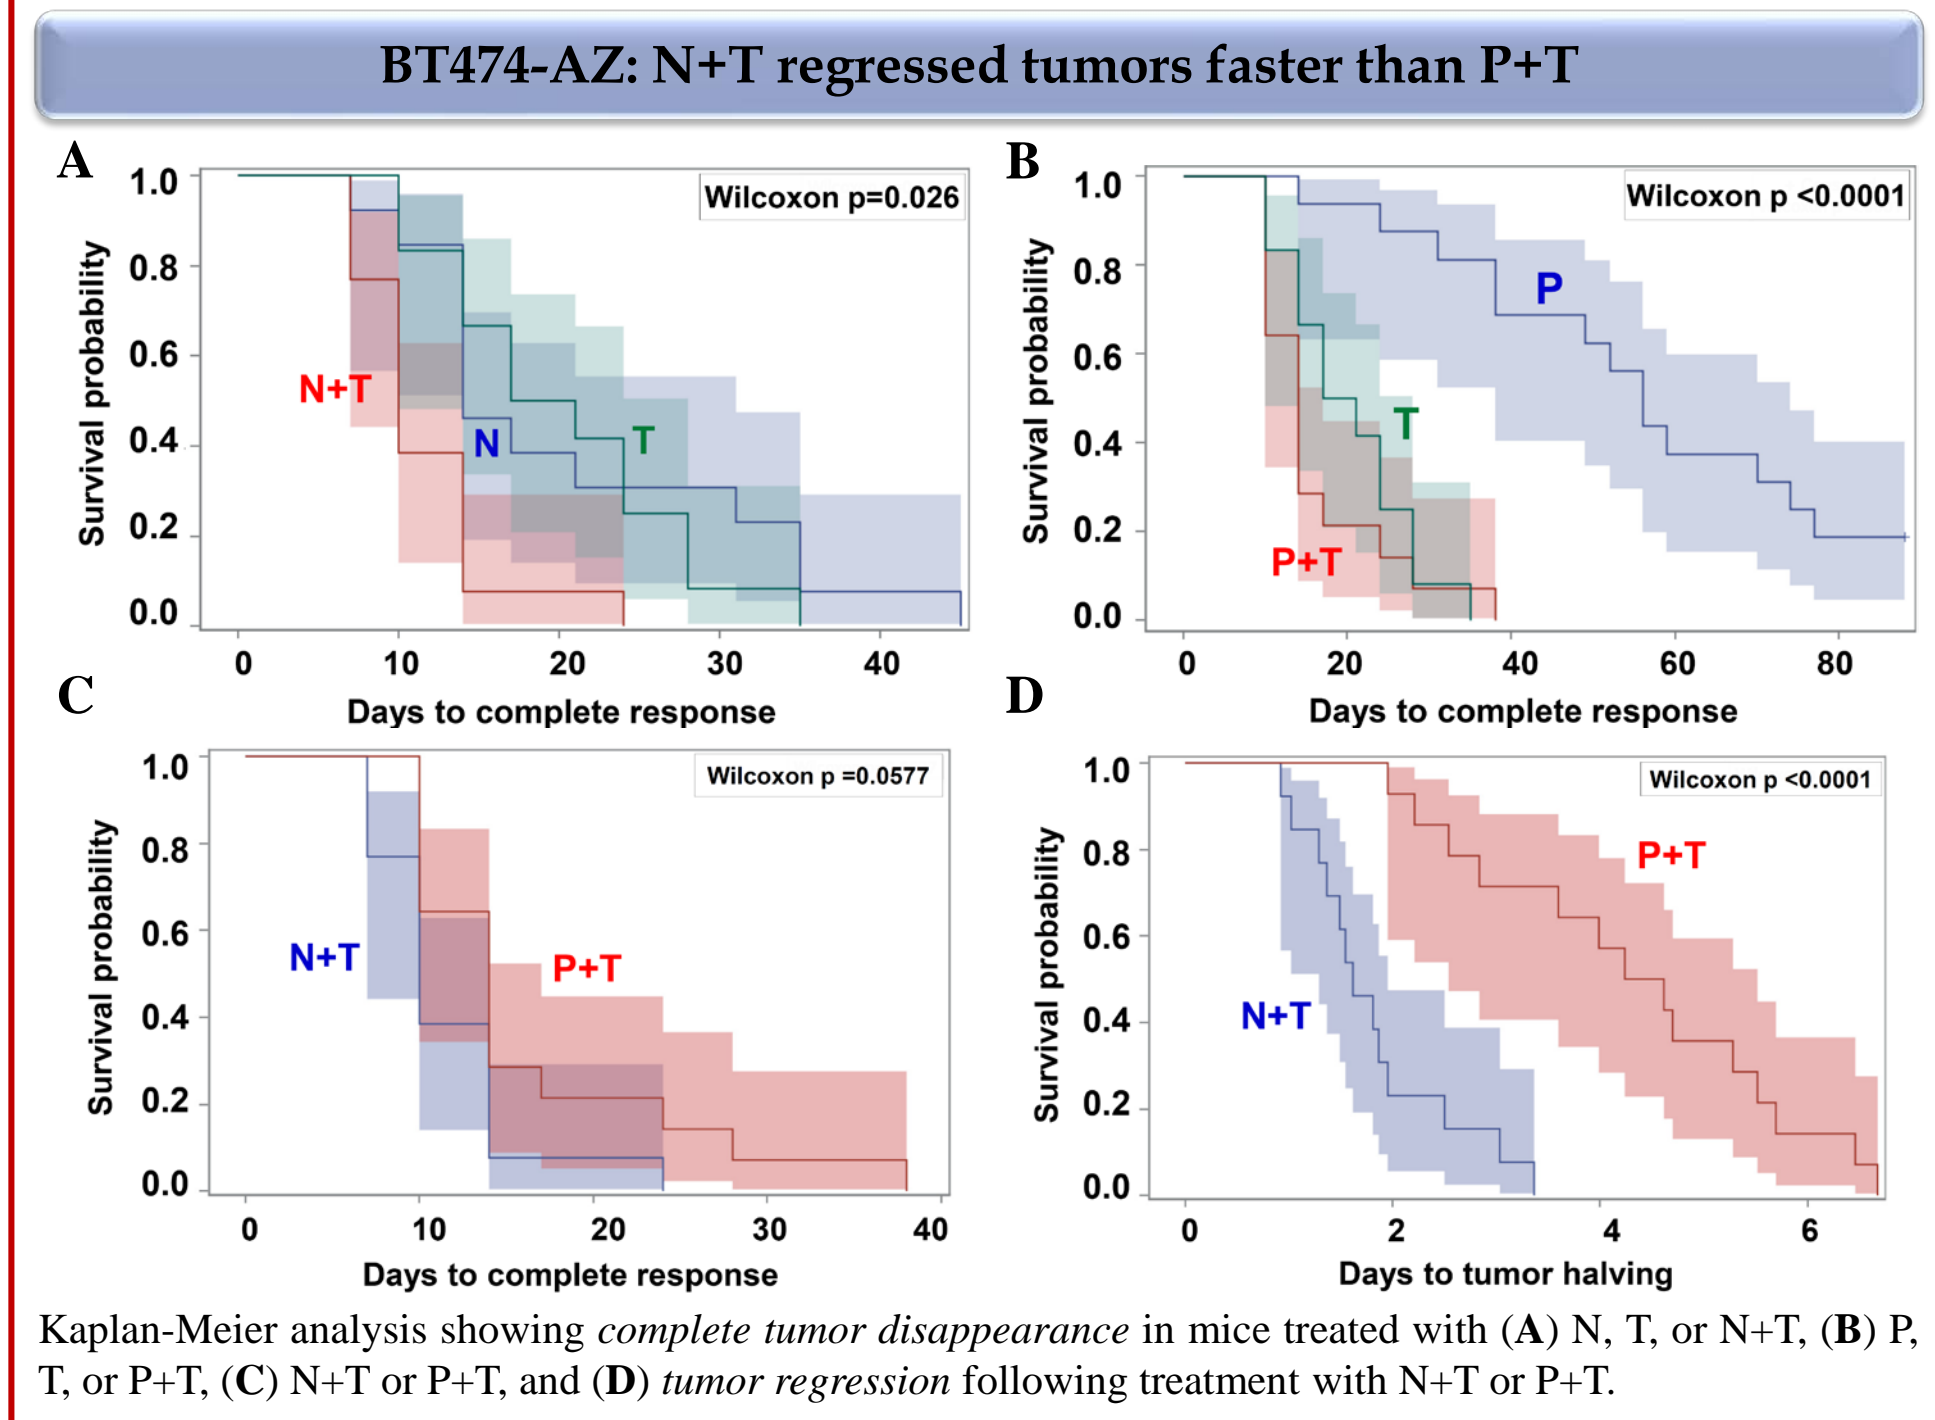 BT474-AZ: N+T regressed tumors faster than P+T
A
Wilcoxon p=0.026
Survival probability
1.0
0.8
0.6
0.4
0.2
0.0
N+T
N
T
0 10 20 30 40
Days to complete response
B
Wilcoxon p <0.0001
Survival probability
1.0
0.8
0.6
0.4
0.2
0.0
P
T
P+T
0 20 40 60 80
Days to complete response
C
Wilcoxon p =0.0577
Survival probability
1.0
0.8
0.6
0.4
0.2
0.0
N+T
P+T
0 10 20 30 40
Days to complete response
D
Wilcoxon p <0.0001
Survival probability
1.0
0.8
0.6
0.4
0.2
0.0
P+T
N+T
0 2 4 6
Days to tumor halving
Kaplan-Meier analysis showing complete tumor disappearance in mice treated with (A) N, T, or N+T, (B) P,
T, or P+T, (C) N+T or P+T, and (D) tumor regression following treatment with N+T or P+T.